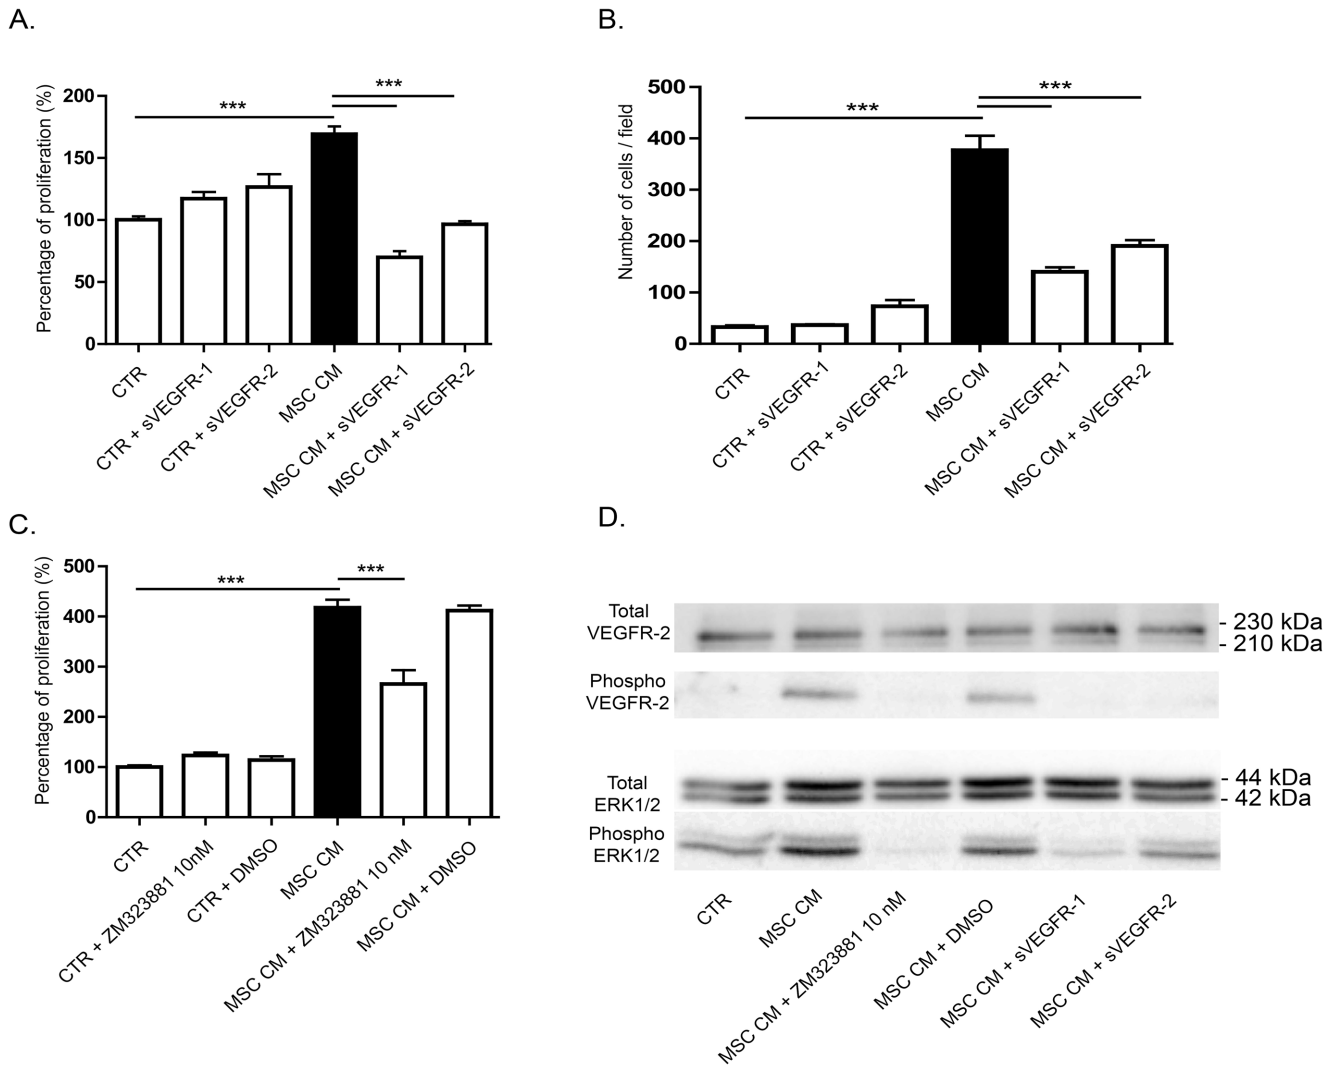 A.
Percentage of proliferation (%)
200
150
100
50
0
***
***
CTR
CTR + sVEGFR-1
CTR + sVEGFR-2
MSC CM
MSC CM + sVEGFR-1
MSC CM + sVEGFR-2
B.
Number of cells / field
500
400
300
200
100
0
***
***
CTR
CTR + sVEGFR-1
CTR + sVEGFR-2
MSC CM
MSC CM + sVEGFR-1
MSC CM + sVEGFR-2
C.
Percentage of proliferation (%)
500
400
300
200
100
0
***
***
CTR
CTR + ZM323881 10nM
CTR + DMSO
MSC CM
MSC CM + ZM323881 10 nM
MSC CM + DMSO
D.
Total
VEGFR-2
- 230 kDa
- 210 kDa
Phospho
VEGFR-2
Total
ERK1/2
- 44 kDa
- 42 kDa
Phospho
ERK1/2
CTR
MSC CM
MSC CM + ZM323881 10 nM
MSC CM + DMSO
MSC CM + sVEGFR-1
MSC CM + sVEGFR-2